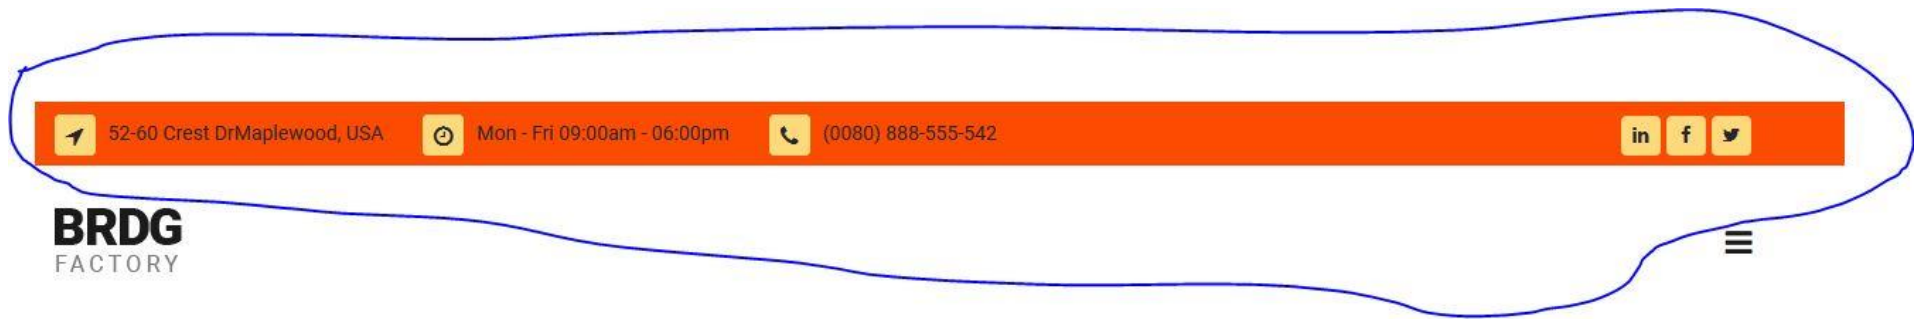 52-60 Crest DrMaplewood, USA Mon - Fri 09:00am - 06:00pm (0080) 888-555-542 in f
BRDG
FACTORY